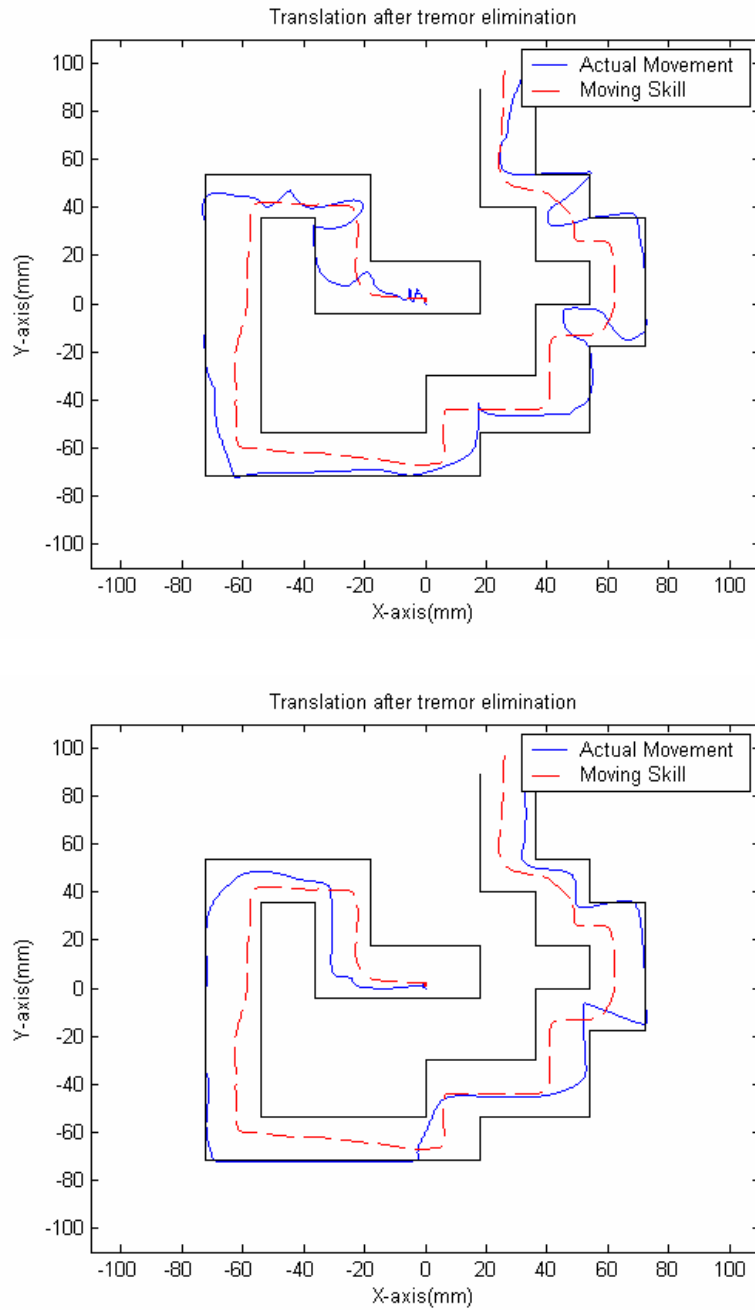 Translation after tremor elimination
Actual Movement
Moving Skill
100
80
60
40
20
0
-20
-40
-60
-80
-100
Y-axis(mm)
-100 -80 -60 -40 -20 0 20 40 60 80 100
X-axis(mm)
Translation after tremor elimination
Actual Movement
Moving Skill
100
80
60
40
20
0
-20
-40
-60
-80
-100
Y-axis(mm)
-100 -80 -60 -40 -20 0 20 40 60 80 100
X-axis(mm)